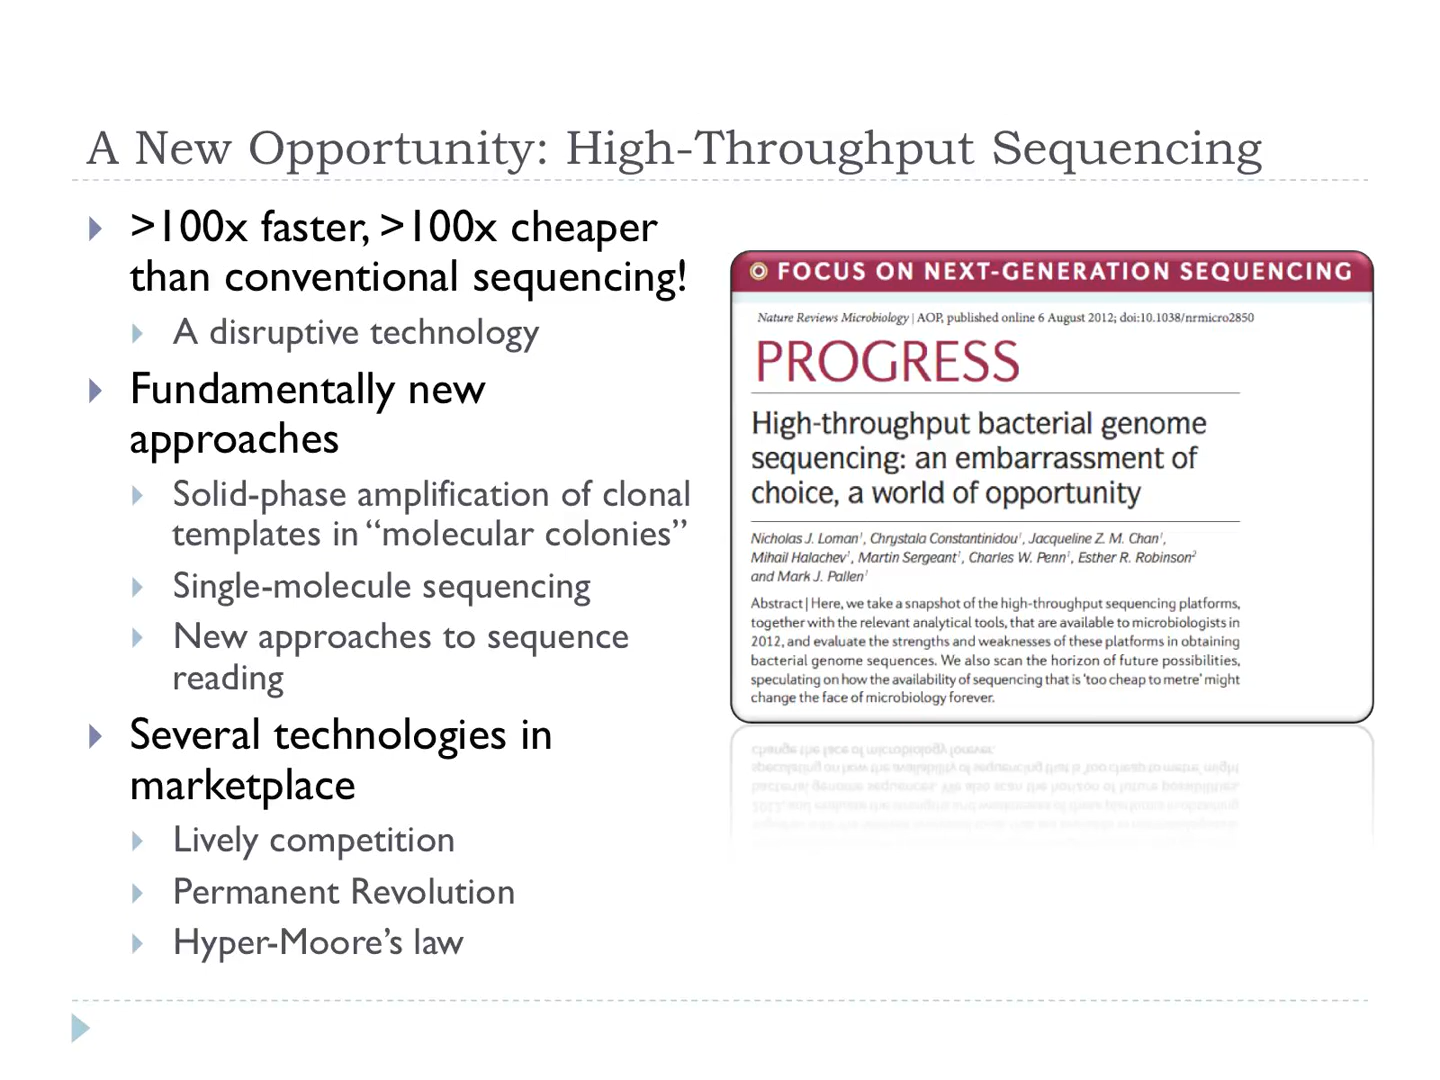 A New Opportunity: High-Throughput Sequencing
>100x faster, >100x cheaper
than conventional sequencing!
A disruptive technology
Fundamentally new
approaches
Solid-phase amplification of clonal
templates in “molecular colonies”
Single-molecule sequencing
New approaches to sequence
reading
Several technologies in
marketplace
Lively competition
Permanent Revolution
Hyper-Moore’s law
FOCUS ON NEXT-GENERATION SEQUENCING
Nature Reviews Microbiology | AOP, published online 6 August 2012; doi:10.1038/nrmicro2850
PROGRESS
High-throughput bacterial genome
sequencing: an embarrassment of
choice, a world of opportunity
Nicholas J. Loman¹, Chrystala Constantinidou¹, Jacqueline Z. M. Chan¹,
Mihail Halachev¹, Martin Sergeant¹, Charles W. Penn¹, Esther R. Robinson²
and Mark J. Pallen¹
Abstract | Here, we take a snapshot of the high-throughput sequencing platforms,
together with the relevant analytical tools, that are available to microbiologists in
2012, and evaluate the strengths and weaknesses of these platforms in obtaining
bacterial genome sequences. We also scan the horizon of future possibilities,
speculating on how the availability of sequencing that is ‘too cheap to metre’ might
change the face of microbiology forever.